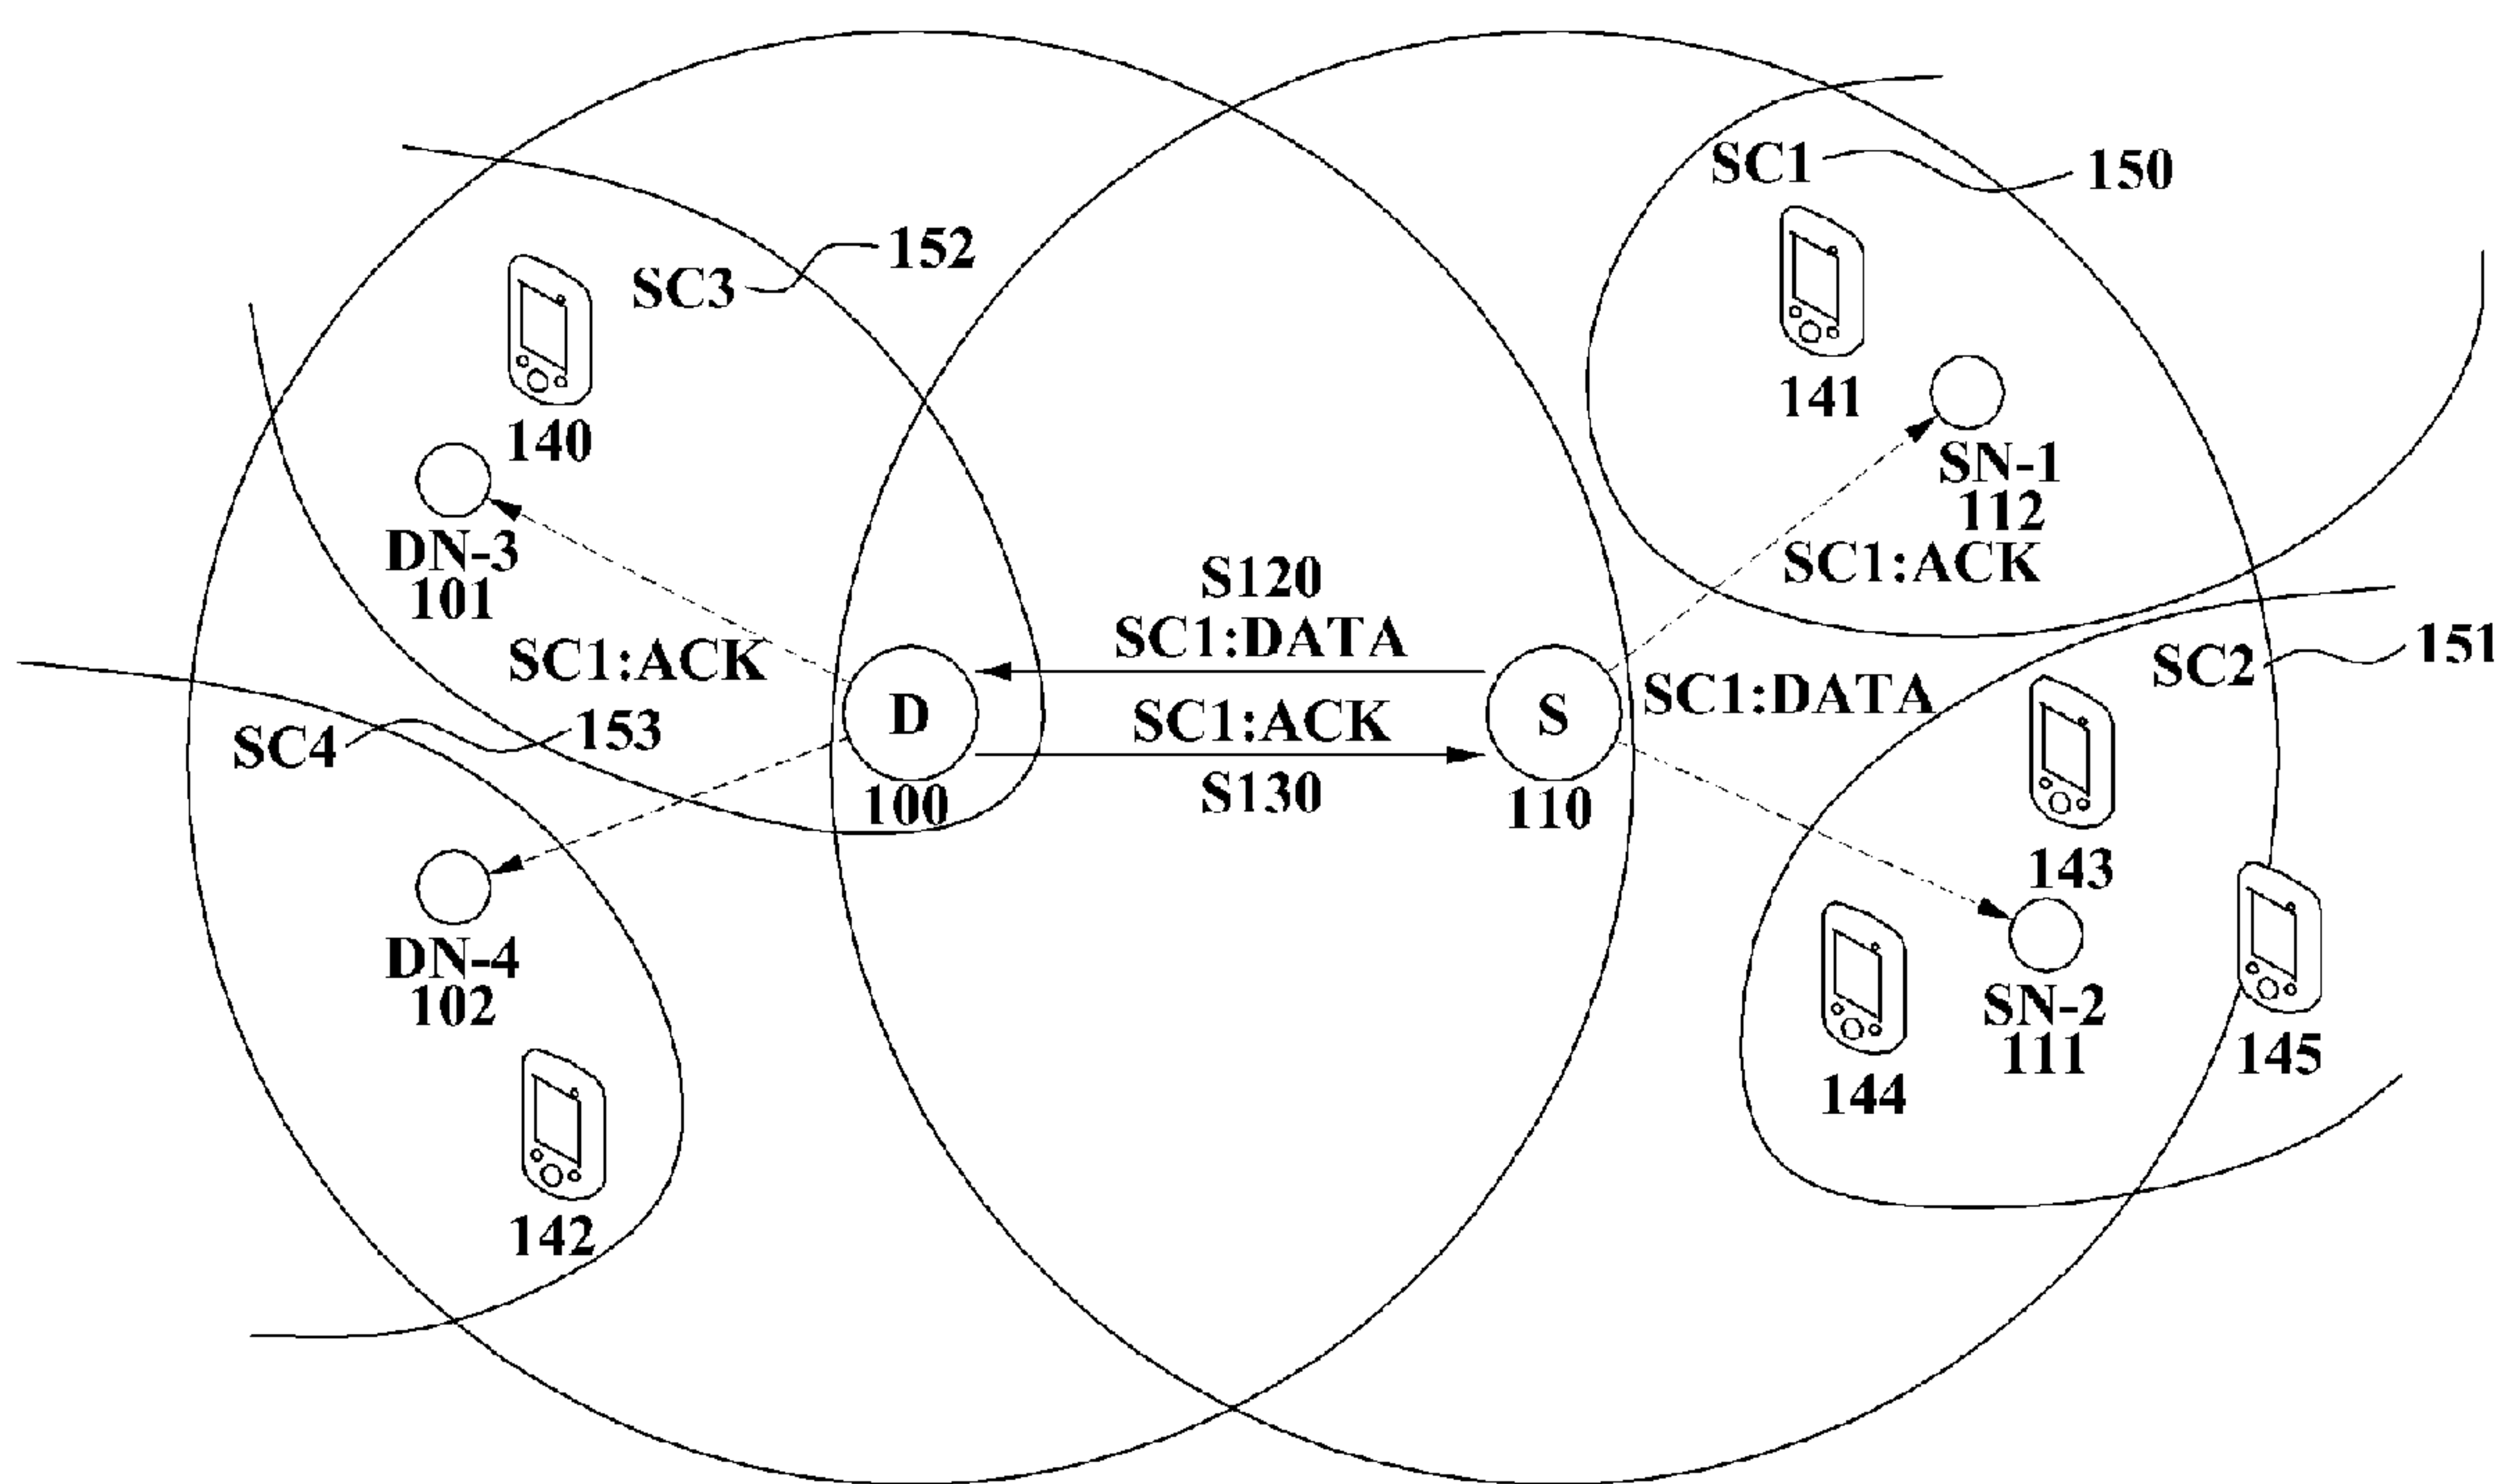 SC1
150
152
SC3
141
140
SN-1
112
DN-3
101
SC1:ACK
S120
SC1:DATA
SC1:ACK
SC2
151
SC1:DATA
SC4
153
D
100
SC1:ACK
S130
S
110
143
DN-4
102
SN-2
111
144
145
142